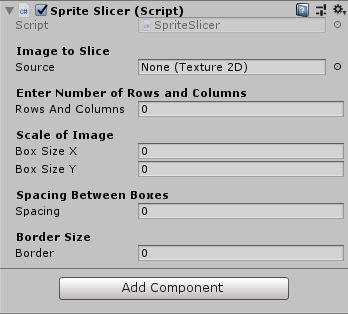 Sprite Slicer (Script)
Script SpriteSlicer
Image to Slice
Source None (Texture 2D)
Enter Number of Rows and Columns
Rows And Columns 0
Scale of Image
Box Size X 0
Box Size Y 0
Spacing Between Boxes
Spacing 0
Border Size
Border 0
Add Component